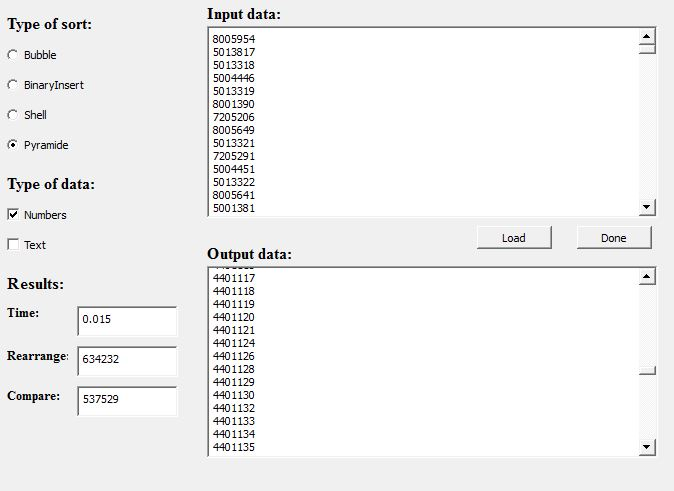 Type of sort:
Bubble
BinaryInsert
Shell
Pyramide
Type of data:
Numbers
Text
Results:
Time:
0.015
Rearrange:
634232
Compare:
537529
Input data:
8005954
5013817
5013318
5004446
5013319
8001390
7205206
8005649
5013321
7205291
5004451
5013322
8005641
5001381
Load Done
Output data:
4401117
4401118
4401119
4401120
4401121
4401124
4401126
4401128
4401129
4401130
4401132
4401133
4401134
4401135